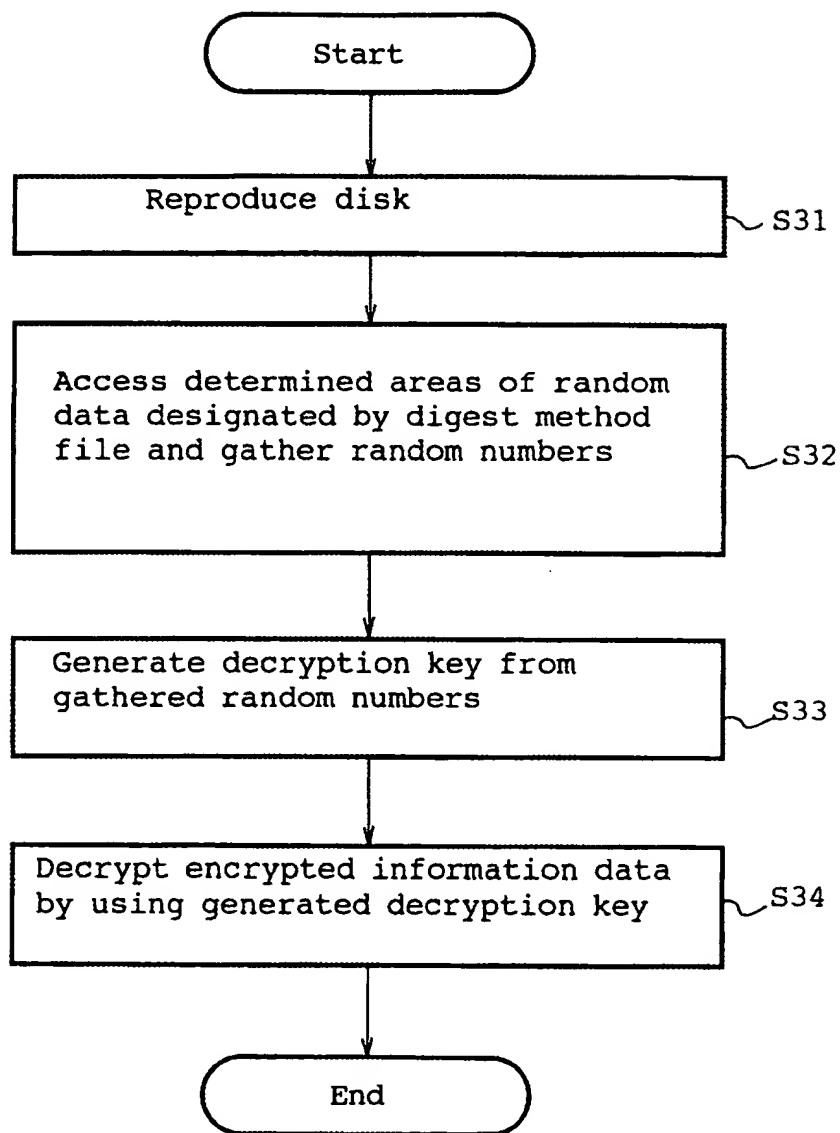 Start
Reproduce disk
S31
Access determined areas of random
data designated by digest method
file and gather random numbers
S32
Generate decryption key from
gathered random numbers
S33
Decrypt encrypted information data
by using generated decryption key
S34
End